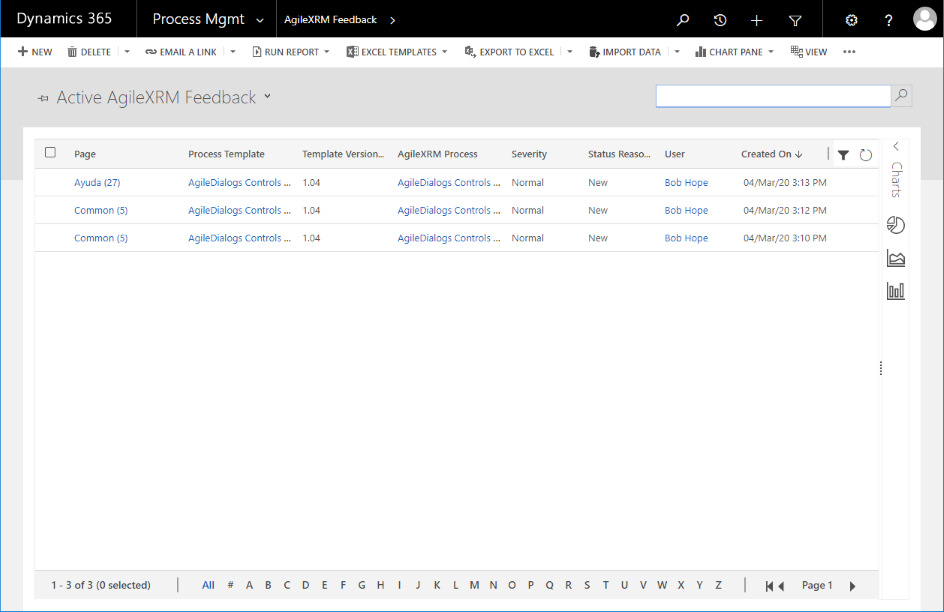 Dynamics 365 Process Mgmt AgileXRM Feedback
NEW DELETE EMAIL A LINK RUN REPORT EXCEL TEMPLATES EXPORT TO EXCEL IMPORT DATA CHART PANE VIEW
Active AgileXRM Feedback
Page Process Template Template Version... AgileXRM Process Severity Status Reaso... User Created On
Charts
Ayuda (27) AgileDialogs Controls ... 1.04 AgileDialogs Controls ... Normal New Bob Hope 04/Mar/20 3:13 PM
Common (5) AgileDialogs Controls ... 1.04 AgileDialogs Controls ... Normal New Bob Hope 04/Mar/20 3:12 PM
Common (5) AgileDialogs Controls ... 1.04 AgileDialogs Controls ... Normal New Bob Hope 04/Mar/20 3:10 PM
1 - 3 of 3 (0 selected) All # A B C D E F G H I J K L M N O P Q R S T U V W X Y Z Page 1